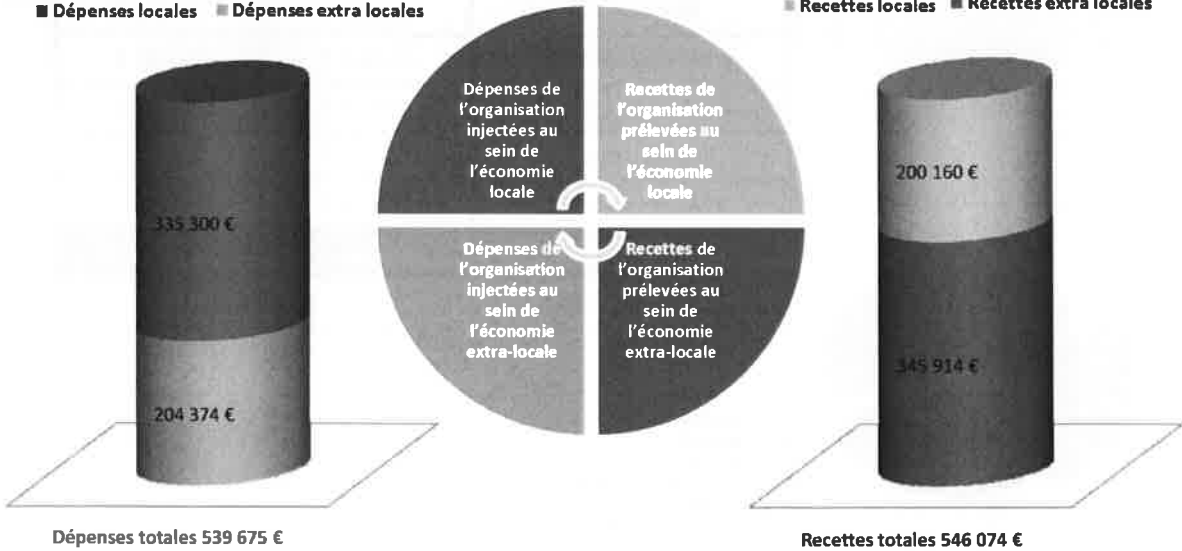 Dépenses locales Dépenses extra locales
Recettes locales Recettes extra locales
335 300 €
204 374 €
Dépenses totales 539 675 €
Dépenses de
l'organisation
injectées au
sein de
l'économie
locale
Recettes de
l'organisation
prélevées au
sein de
l'économie
locale
Dépenses de
l'organisation
injectées au
sein de
l'économie
extra-locale
Recettes de
l'organisation
prélevées au
sein de
l'économie
extra-locale
200 160 €
345 914 €
Recettes totales 546 074 €